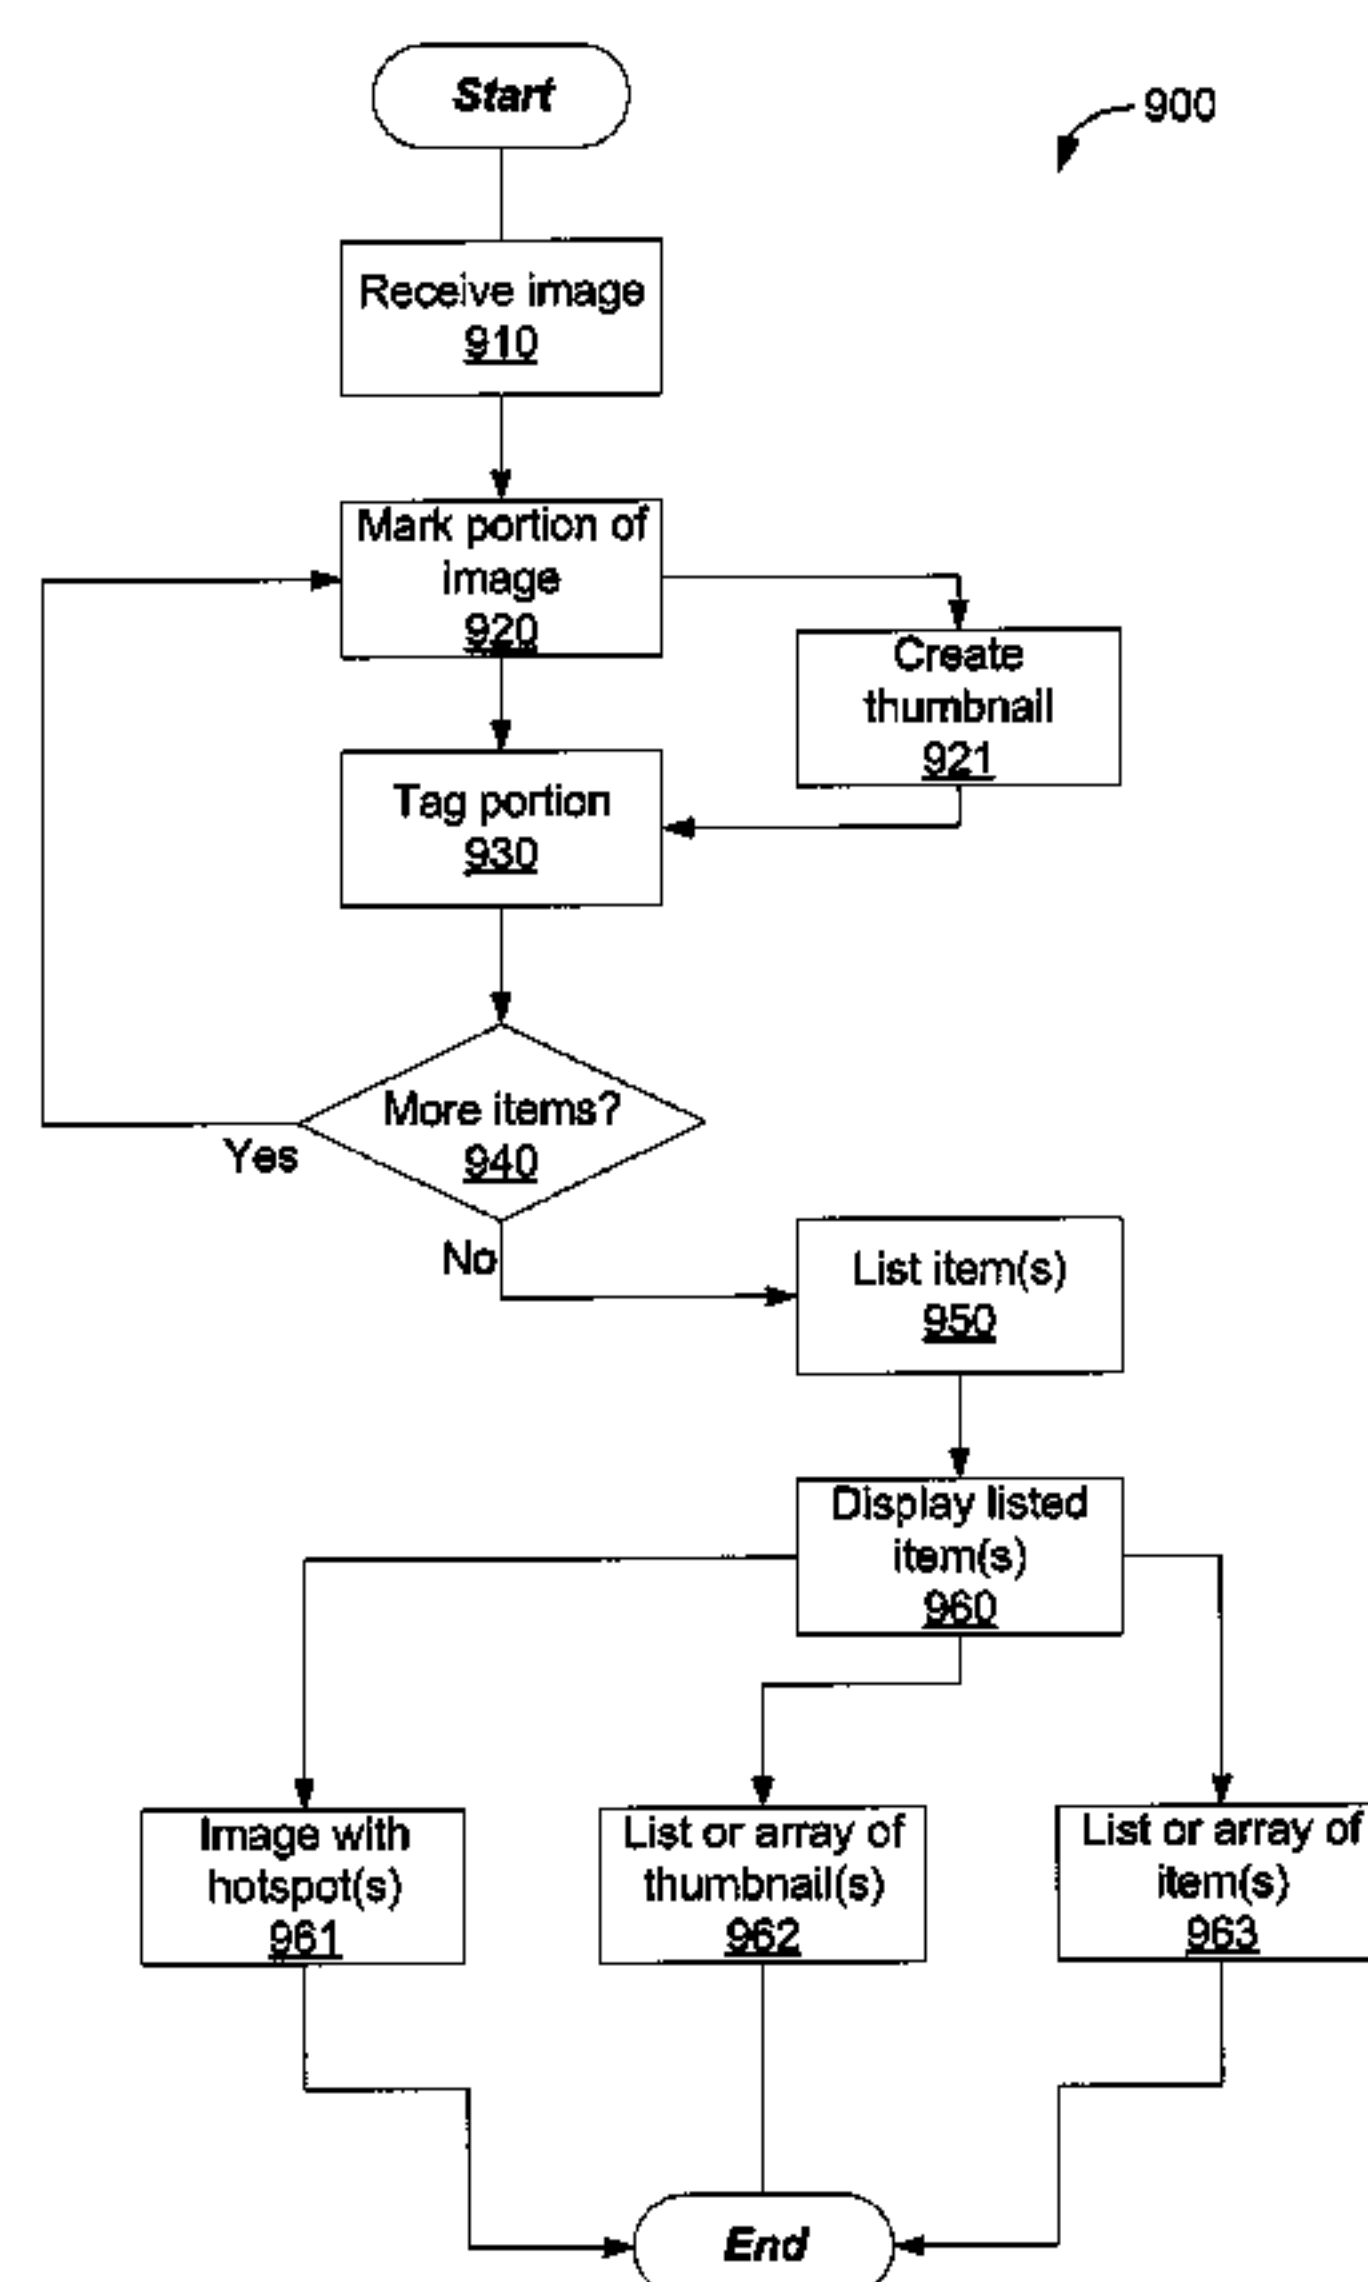 Start
900
Receive image
910
Mark portion of
image
920
Create
thumbnail
921
Tag portion
930
More items?
940
Yes
No
List item(s)
950
Display listed
item(s)
960
Image with
hotspot(s)
961
List or array of
thumbnail(s)
962
List or array of
item(s)
963
End